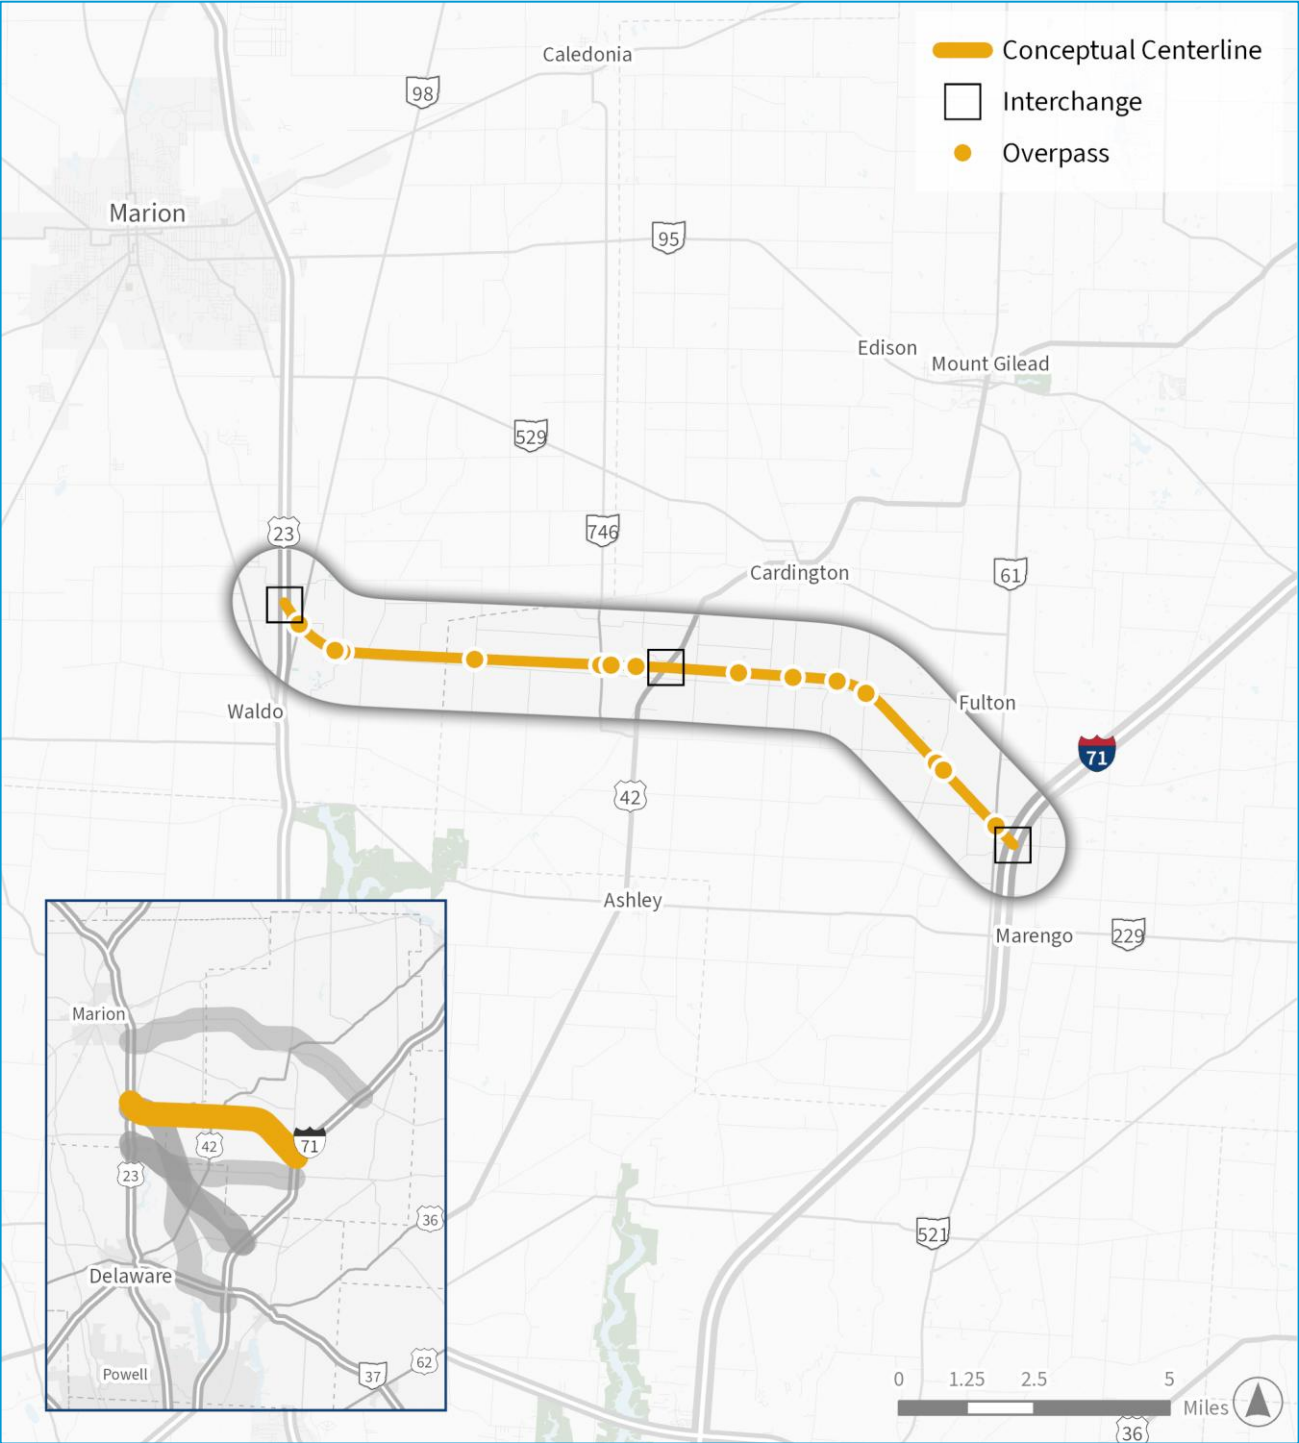 Caledonia
Conceptual Centerline
98
Interchange
Overpass
Marion
95
Edison
Mount Gilead
529
23
746
Cardington
61
Fulton
Waldo
71
42
Ashley
Marengo
229
Marion
42
71
23
36
521
Delaware
Powell
37
62
0 1.25 2.5 5
Miles
36